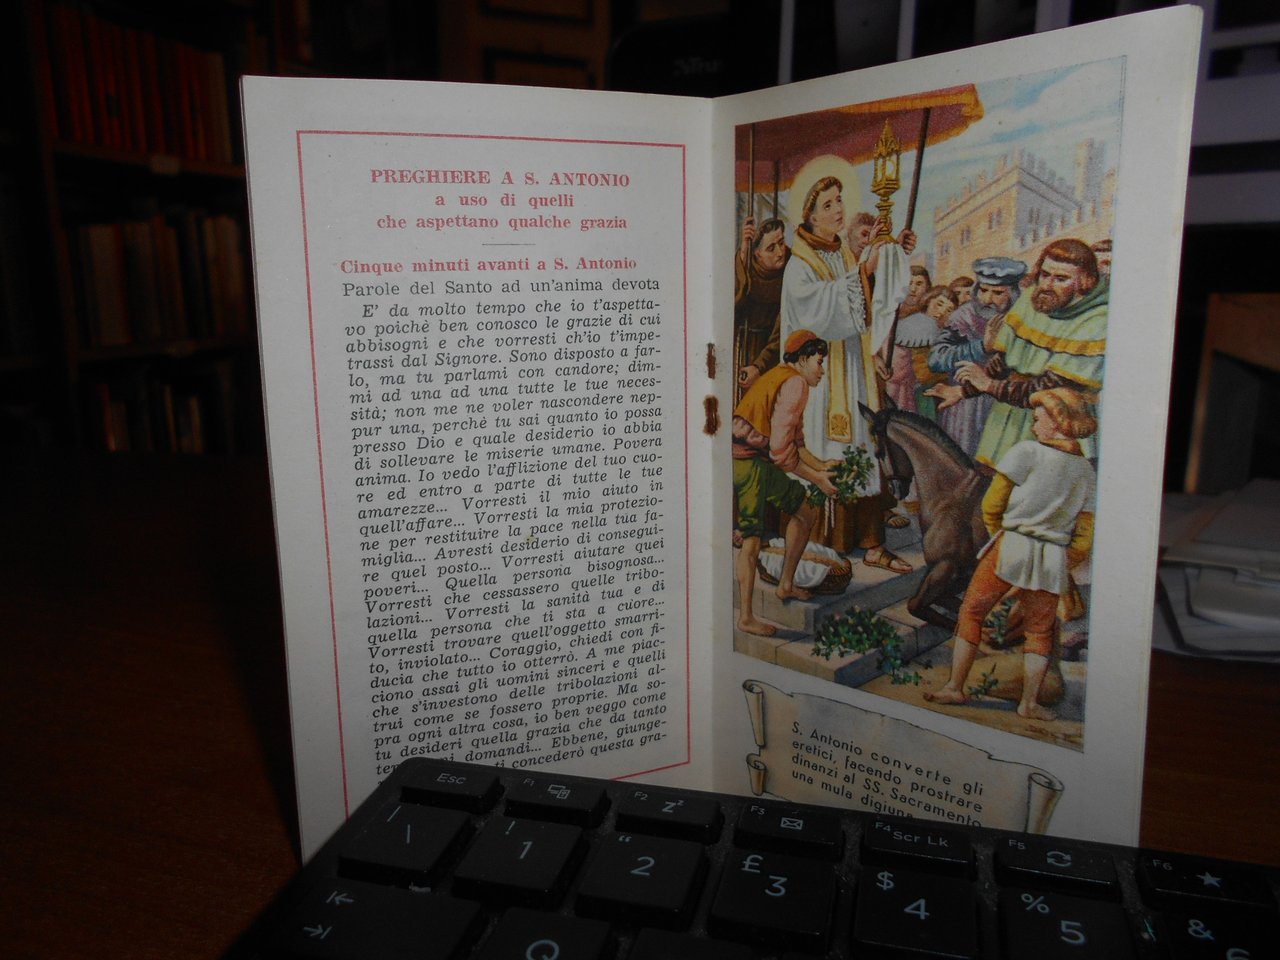 PREGHIERE A S. ANTONIO
a uso di quelli
che aspettano qualche grazia
Cinque minuti avanti a S. Antonio
Parole del Santo ad un'anima devota
E' da molto tempo che io t'aspetta-
vo poichè ben conosco le grazie di cui
abbisogni e che vorresti ch'io t'impe-
trassi dal Signore. Sono disposto a far-
lo, ma tu parlami con candore; dim-
mi ad una ad una tutte le tue neces-
sità; non me ne voler nascondere nep-
pur una, perchè tu sai quanto io possa
presso Dio e quale desiderio io abbia
di sollevare le miserie umane. Povera
anima. Io vedo l'afflizione del tuo cuo-
re ed entro a parte di tutte le tue
amarezze... Vorresti il mio aiuto in
quell'affare... Vorresti la mia protezio-
ne per restituire la pace nella tua fa-
miglia... Avresti desiderio di consegui-
re quel posto... Vorresti aiutare quei
poveri... Quella persona bisognosa...
Vorresti che cessassero quelle tribo-
lazioni... Vorresti la sanità tua e di
quella persona che ti sta a cuore...
Vorresti trovare quell'oggetto smarri-
to, inviolato... Coraggio, chiedi con fi-
ducia che tutto io otterrò. A me piac-
ciono assai gli uomini sinceri e quelli
che s'investono delle tribolazioni al-
trui come se fossero proprie. Ma so-
pra ogni altra cosa, io ben veggo come
tu desideri quella grazia che da tanto
domandi... Ebbene, giunge-
ti concederò questa gra-
S. Antonio converte gli
eretici, facendo prostrare
dinanzi al SS. Sacramento
una mula digiuna
Esc F1 F2 F3 F4 Scr Lk F5 F6
| \ ! 1 " 2 £ 3 $ 4 % 5 &
Q